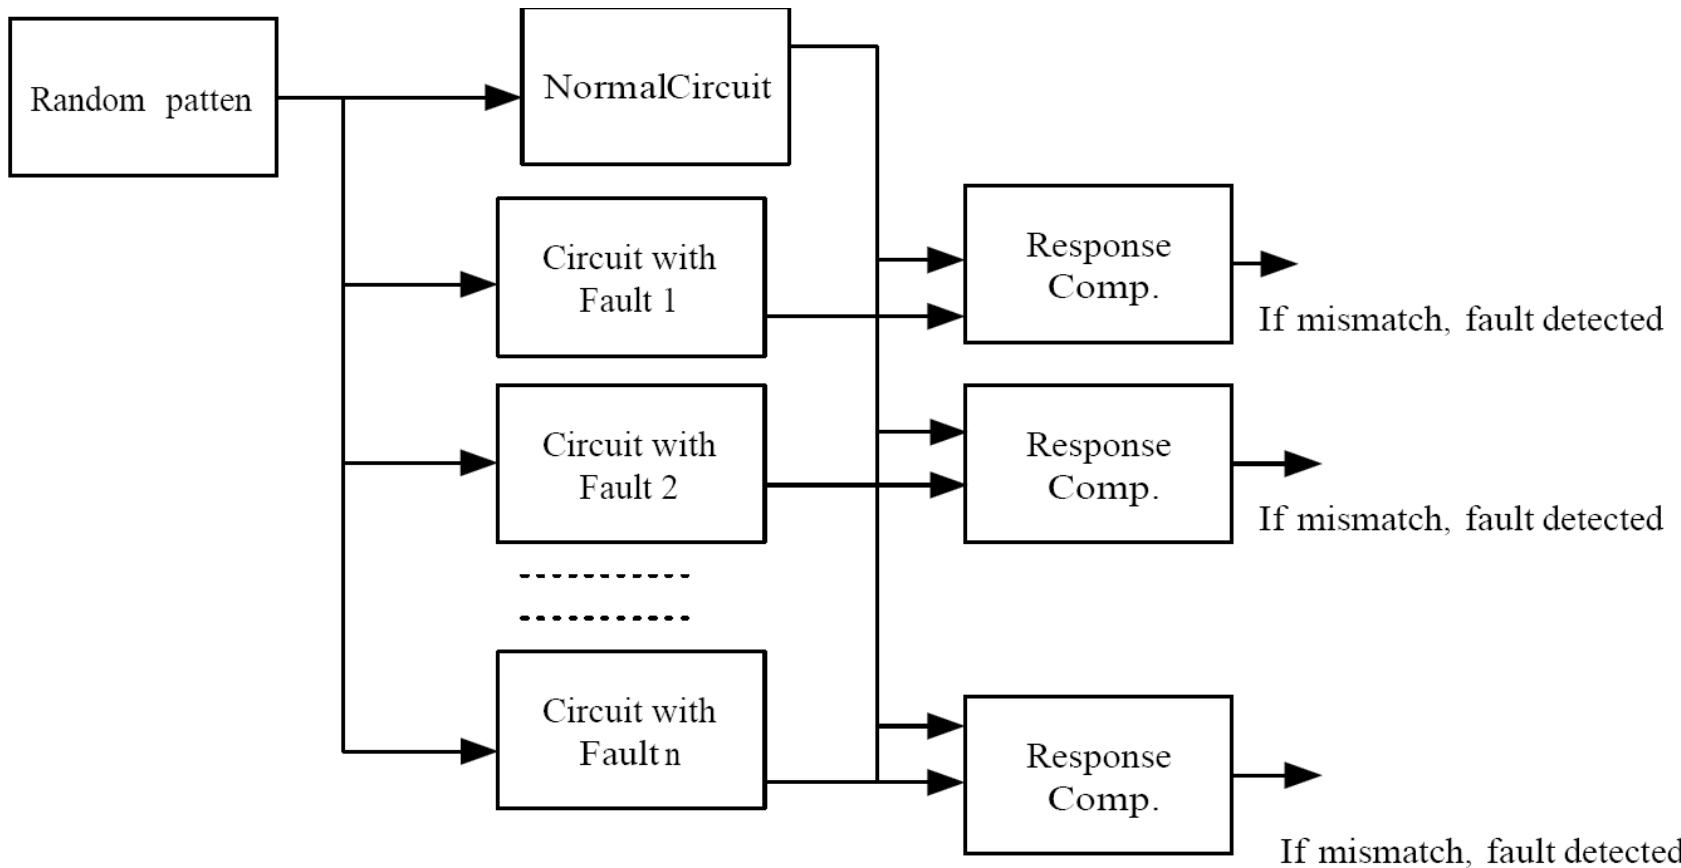 Random patten
NormalCircuit
Circuit with
Fault 1
Response
Comp.
If mismatch, fault detected
Circuit with
Fault 2
Response
Comp.
If mismatch, fault detected
Circuit with
Fault n
Response
Comp.
If mismatch, fault detected